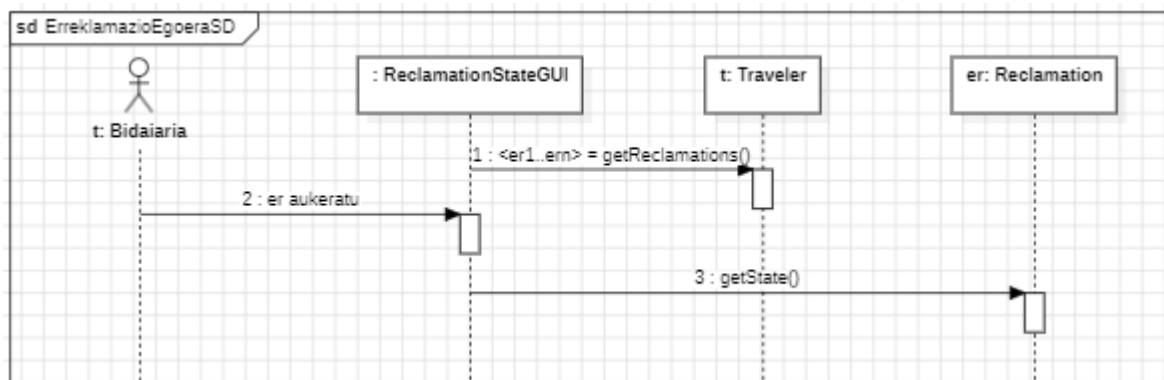 sd ErreklamazioEgoeraSD
t: Bidaiaria
: ReclamationStateGUI
t: Traveler
er: Reclamation
1 : <er1..ern> = getReclamations()
2 : er aukeratu
3 : getState()